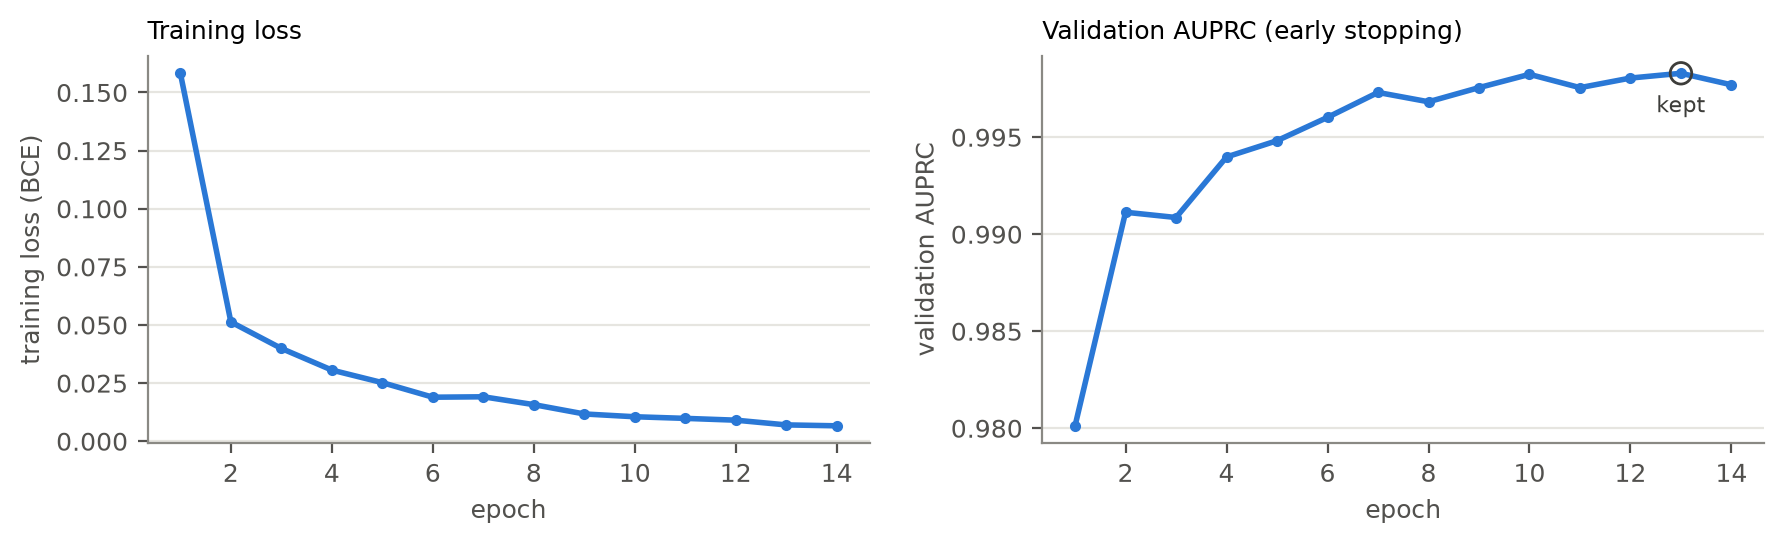 Training loss
training loss (BCE)
0.150
0.125
0.100
0.075
0.050
0.025
0.000
2 4 6 8 10 12 14
epoch
Validation AUPRC (early stopping)
validation AUPRC
0.995
0.990
0.985
0.980
kept
2 4 6 8 10 12 14
epoch